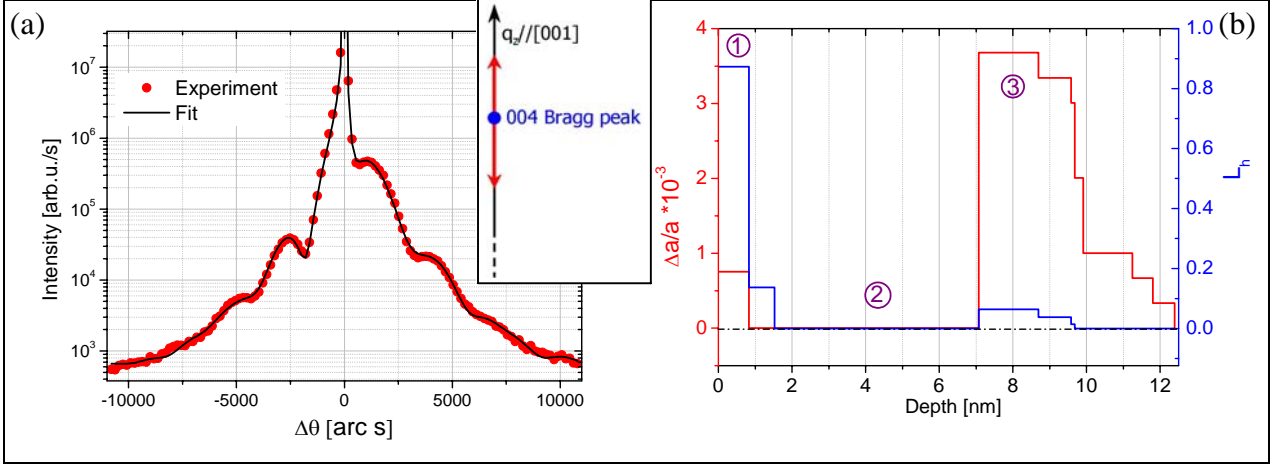 (a)
10⁷
10⁶
10⁵
10⁴
10³
Intensity [arb.u./s]
Experiment
Fit
-10000
-5000
0
5000
10000
Δθ [arc s]
q_z//[001]
004 Bragg peak
(b)
4
3
2
1
0
Δa/a *10⁻³
①
②
③
1.0
0.8
0.6
0.4
0.2
0.0
L_h
0
2
4
6
8
10
12
Depth [nm]